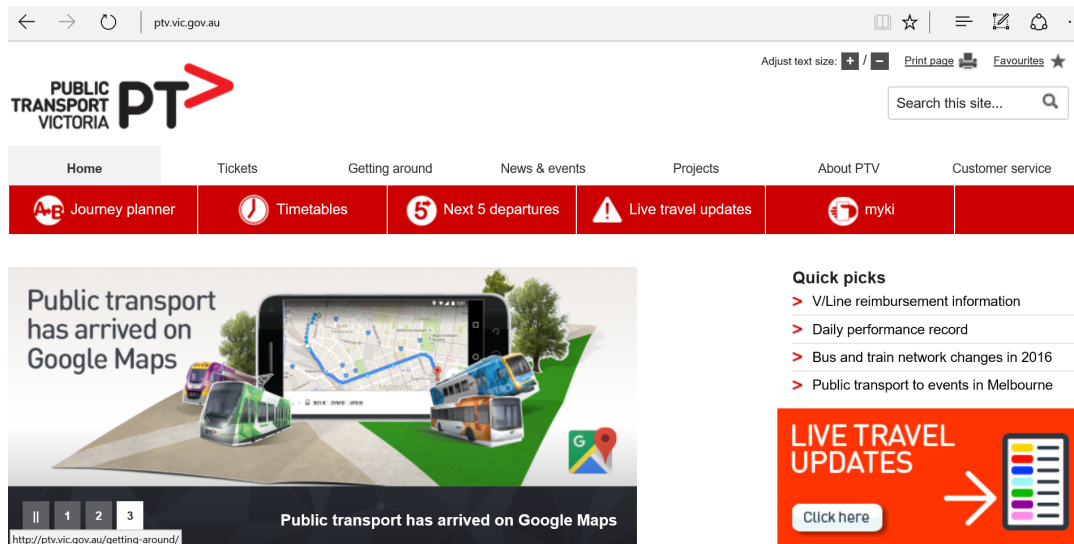 ptv.vic.gov.au
Adjust text size: + / − Print page Favourites
PUBLIC
TRANSPORT
VICTORIA
PT>
Search this site...
Home Tickets Getting around News & events Projects About PTV Customer service
A▸B Journey planner Timetables 5 Next 5 departures Live travel updates myki
Public transport
has arrived on
Google Maps
PT>
G
Quick picks
> V/Line reimbursement information
> Daily performance record
> Bus and train network changes in 2016
> Public transport to events in Melbourne
LIVE TRAVEL
UPDATES
Click here
|| 1 2 3
Public transport has arrived on Google Maps
http://ptv.vic.gov.au/getting-around/